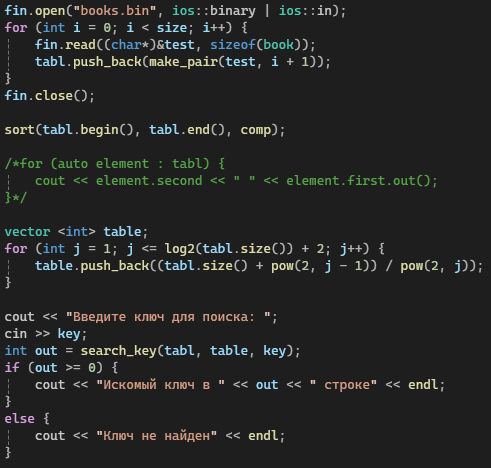 fin.open("books.bin", ios::binary | ios::in);
for (int i = 0; i < size; i++) {
    fin.read((char*)&test, sizeof(book));
    tabl.push_back(make_pair(test, i + 1));
}
fin.close();

sort(tabl.begin(), tabl.end(), comp);

/*for (auto element : tabl) {
    cout << element.second << " " << element.first.out();
}*/

vector <int> table;
for (int j = 1; j <= log2(tabl.size()) + 2; j++) {
    table.push_back((tabl.size() + pow(2, j - 1)) / pow(2, j));
}

cout << "Введите ключ для поиска: ";
cin >> key;
int out = search_key(tabl, table, key);
if (out >= 0) {
    cout << "Искомый ключ в " << out << " строке" << endl;
}
else {
    cout << "Ключ не найден" << endl;
}